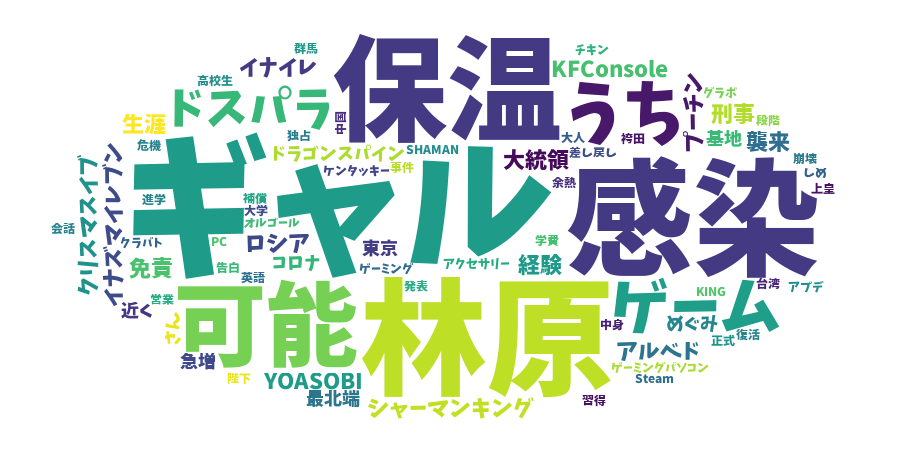 群馬
チキン
イナイレ
保温
KFConsole
高校生
うち
プーチン
グラボ
ドスパラ
刑事
段階
生涯
中国
独占
大人
袴田
基地
襲来
危機
ギャル
ドラゴンスパイン
SHAMAN
大統領
差し戻し
崩壊
クリスマスイブ
イナズマイレブン
ケンタッキー
事件
余熱
感染
しめ
上皇
進学
補償
大学
オルゴール
会話
クラバト
PC
ロシア
東京
学費
免責
告白
コロナ
ゲーミング
アクセサリー
経験
英語
発表
KING
台湾
アプデ
営業
近く
さん
可能
林原
ゲーム
中身
めぐみ
正式
復活
急増
アルベド
陛下
YOASOBI
ゲーミングパソコン
Steam
最北端
シャーマンキング
習得